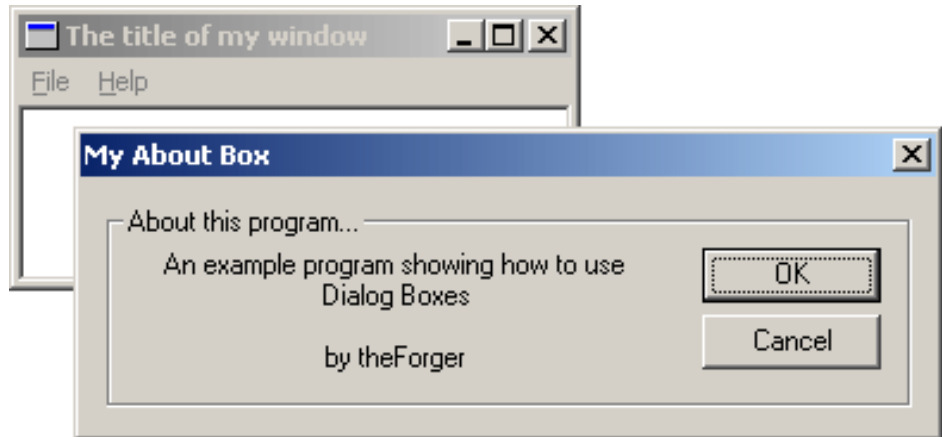 The title of my window
File Help
My About Box
About this program...
An example program showing how to use
Dialog Boxes
by theForger
OK
Cancel